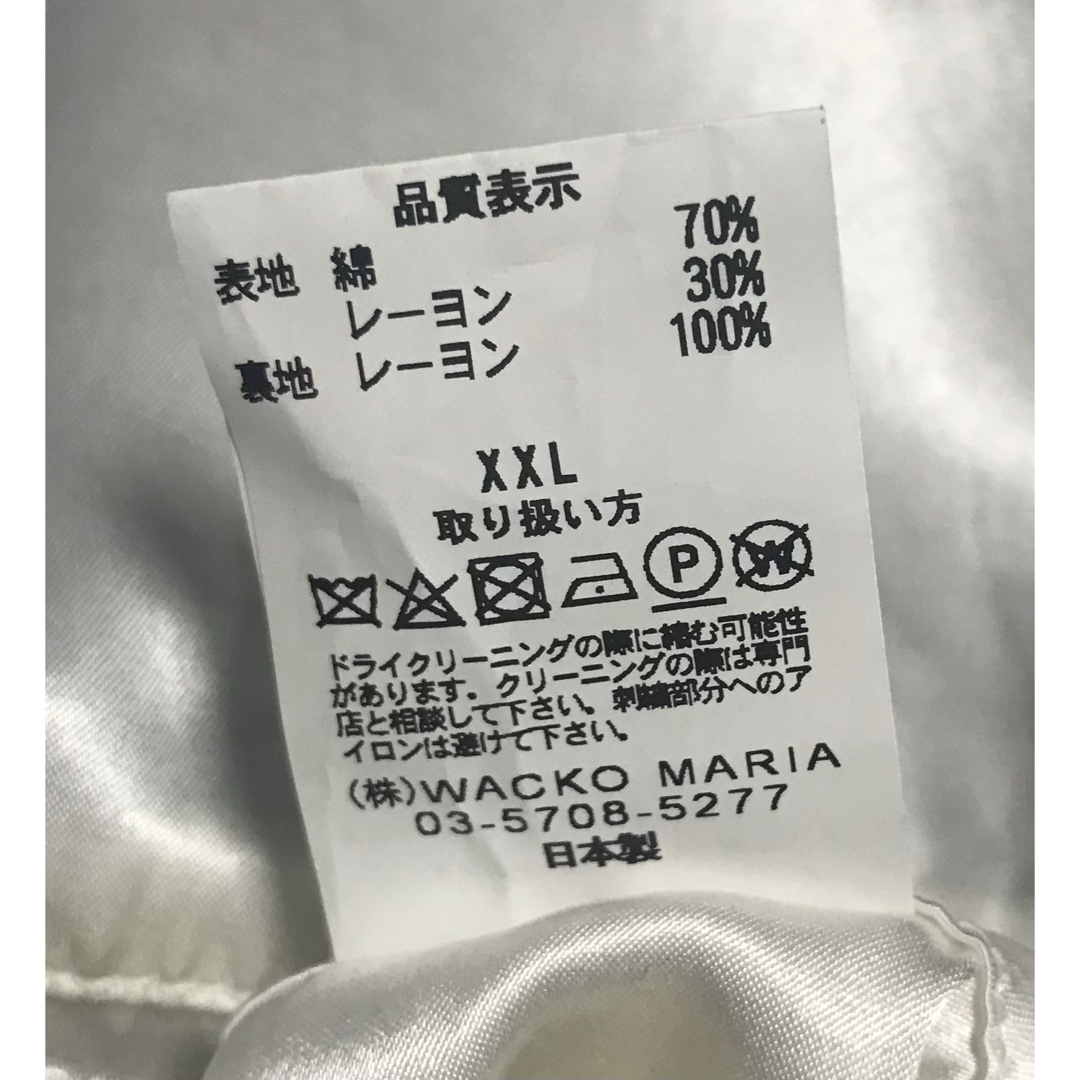 品質表示
表地 綿 70%
レーヨン 30%
裏地 レーヨン 100%
XXL
取り扱い方
P W
ドライクリーニングの際に縮む可能性
があります。クリーニングの際は専門
店と相談して下さい。刺繍部分へのア
イロンは避けて下さい。
(株)WACKO MARIA
03-5708-5277
日本製